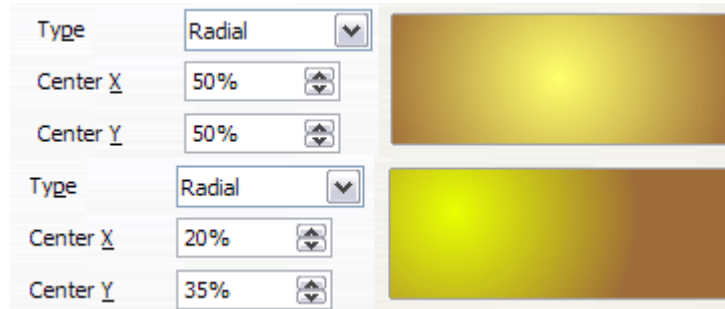 Type Radial
Center X 50%
Center Y 50%
Type Radial
Center X 20%
Center Y 35%